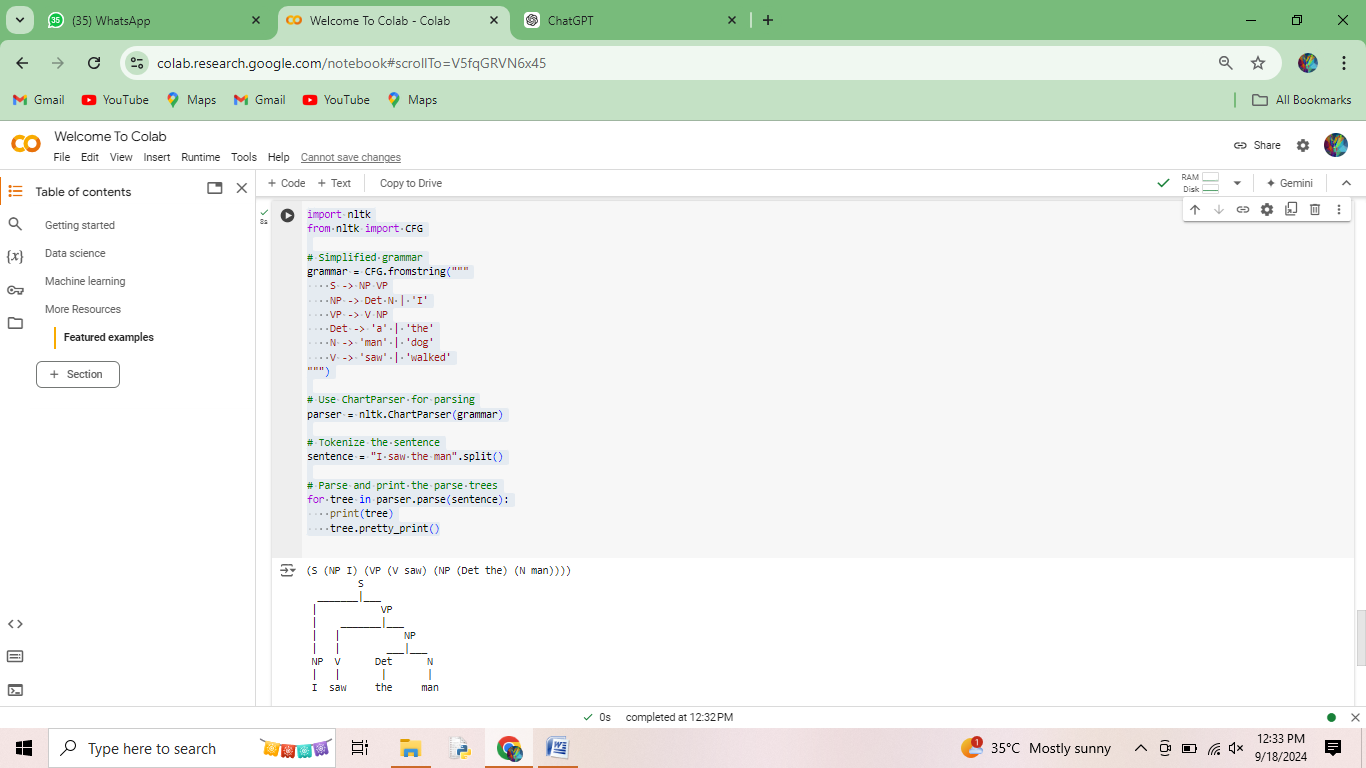 35
(35) WhatsApp
Welcome To Colab - Colab
ChatGPT
colab.research.google.com/notebook#scrollTo=V5fqGRVN6x45
Gmail
YouTube
Maps
Gmail
YouTube
Maps
All Bookmarks
Welcome To Colab
File Edit View Insert Runtime Tools Help Cannot save changes
Share
Table of contents
+ Code + Text Copy to Drive
RAM
Disk
Gemini
Getting started
Data science
Machine learning
More Resources
Featured examples
+ Section
8s
import nltk
from nltk import CFG
# Simplified grammar
grammar = CFG.fromstring("""
    S -> NP VP
    NP -> Det N | 'I'
    VP -> V NP
    Det -> 'a' | 'the'
    N -> 'man' | 'dog'
    V -> 'saw' | 'walked'
""")
# Use ChartParser for parsing
parser = nltk.ChartParser(grammar)
# Tokenize the sentence
sentence = "I saw the man".split()
# Parse and print the parse trees
for tree in parser.parse(sentence):
    print(tree)
    tree.pretty_print()
(S (NP I) (VP (V saw) (NP (Det the) (N man))))
S
VP
NP
NP V Det N
I saw the man
0s completed at 12:32 PM
Type here to search
1
35°C Mostly sunny
12:33 PM
9/18/2024